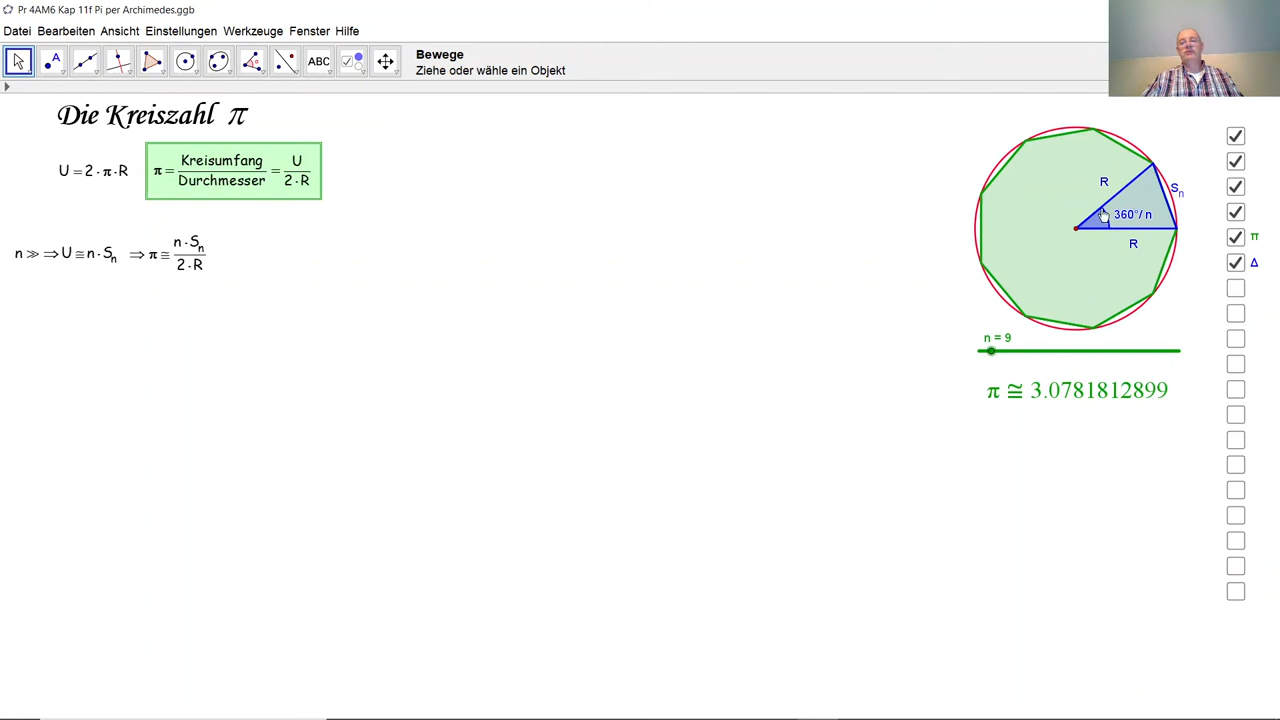 Pr 4AM6 Kap 11f Pi per Archimedes.ggb
Datei Bearbeiten Ansicht Einstellungen Werkzeuge Fenster Hilfe
A
ABC
Bewege
Ziehe oder wähle ein Objekt
Die Kreiszahl π
U = 2 · π · R
π = Kreisumfang / Durchmesser = U / 2 · R
n ≫ ⇒ U ≅ n · Sn ⇒ π ≅ n · Sn / 2 · R
R
Sn
360°/ n
R
n = 9
π ≅ 3.0781812899
π
Δ